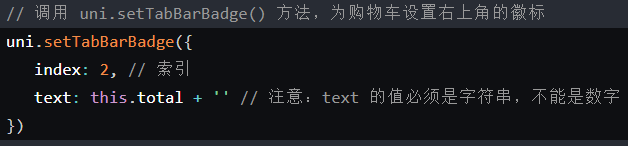 // 调用 uni.setTabBarBadge() 方法，为购物车设置右上角的徽标
uni.setTabBarBadge({
index: 2, // 索引
text: this.total + '' // 注意：text 的值必须是字符串，不能是数字
})